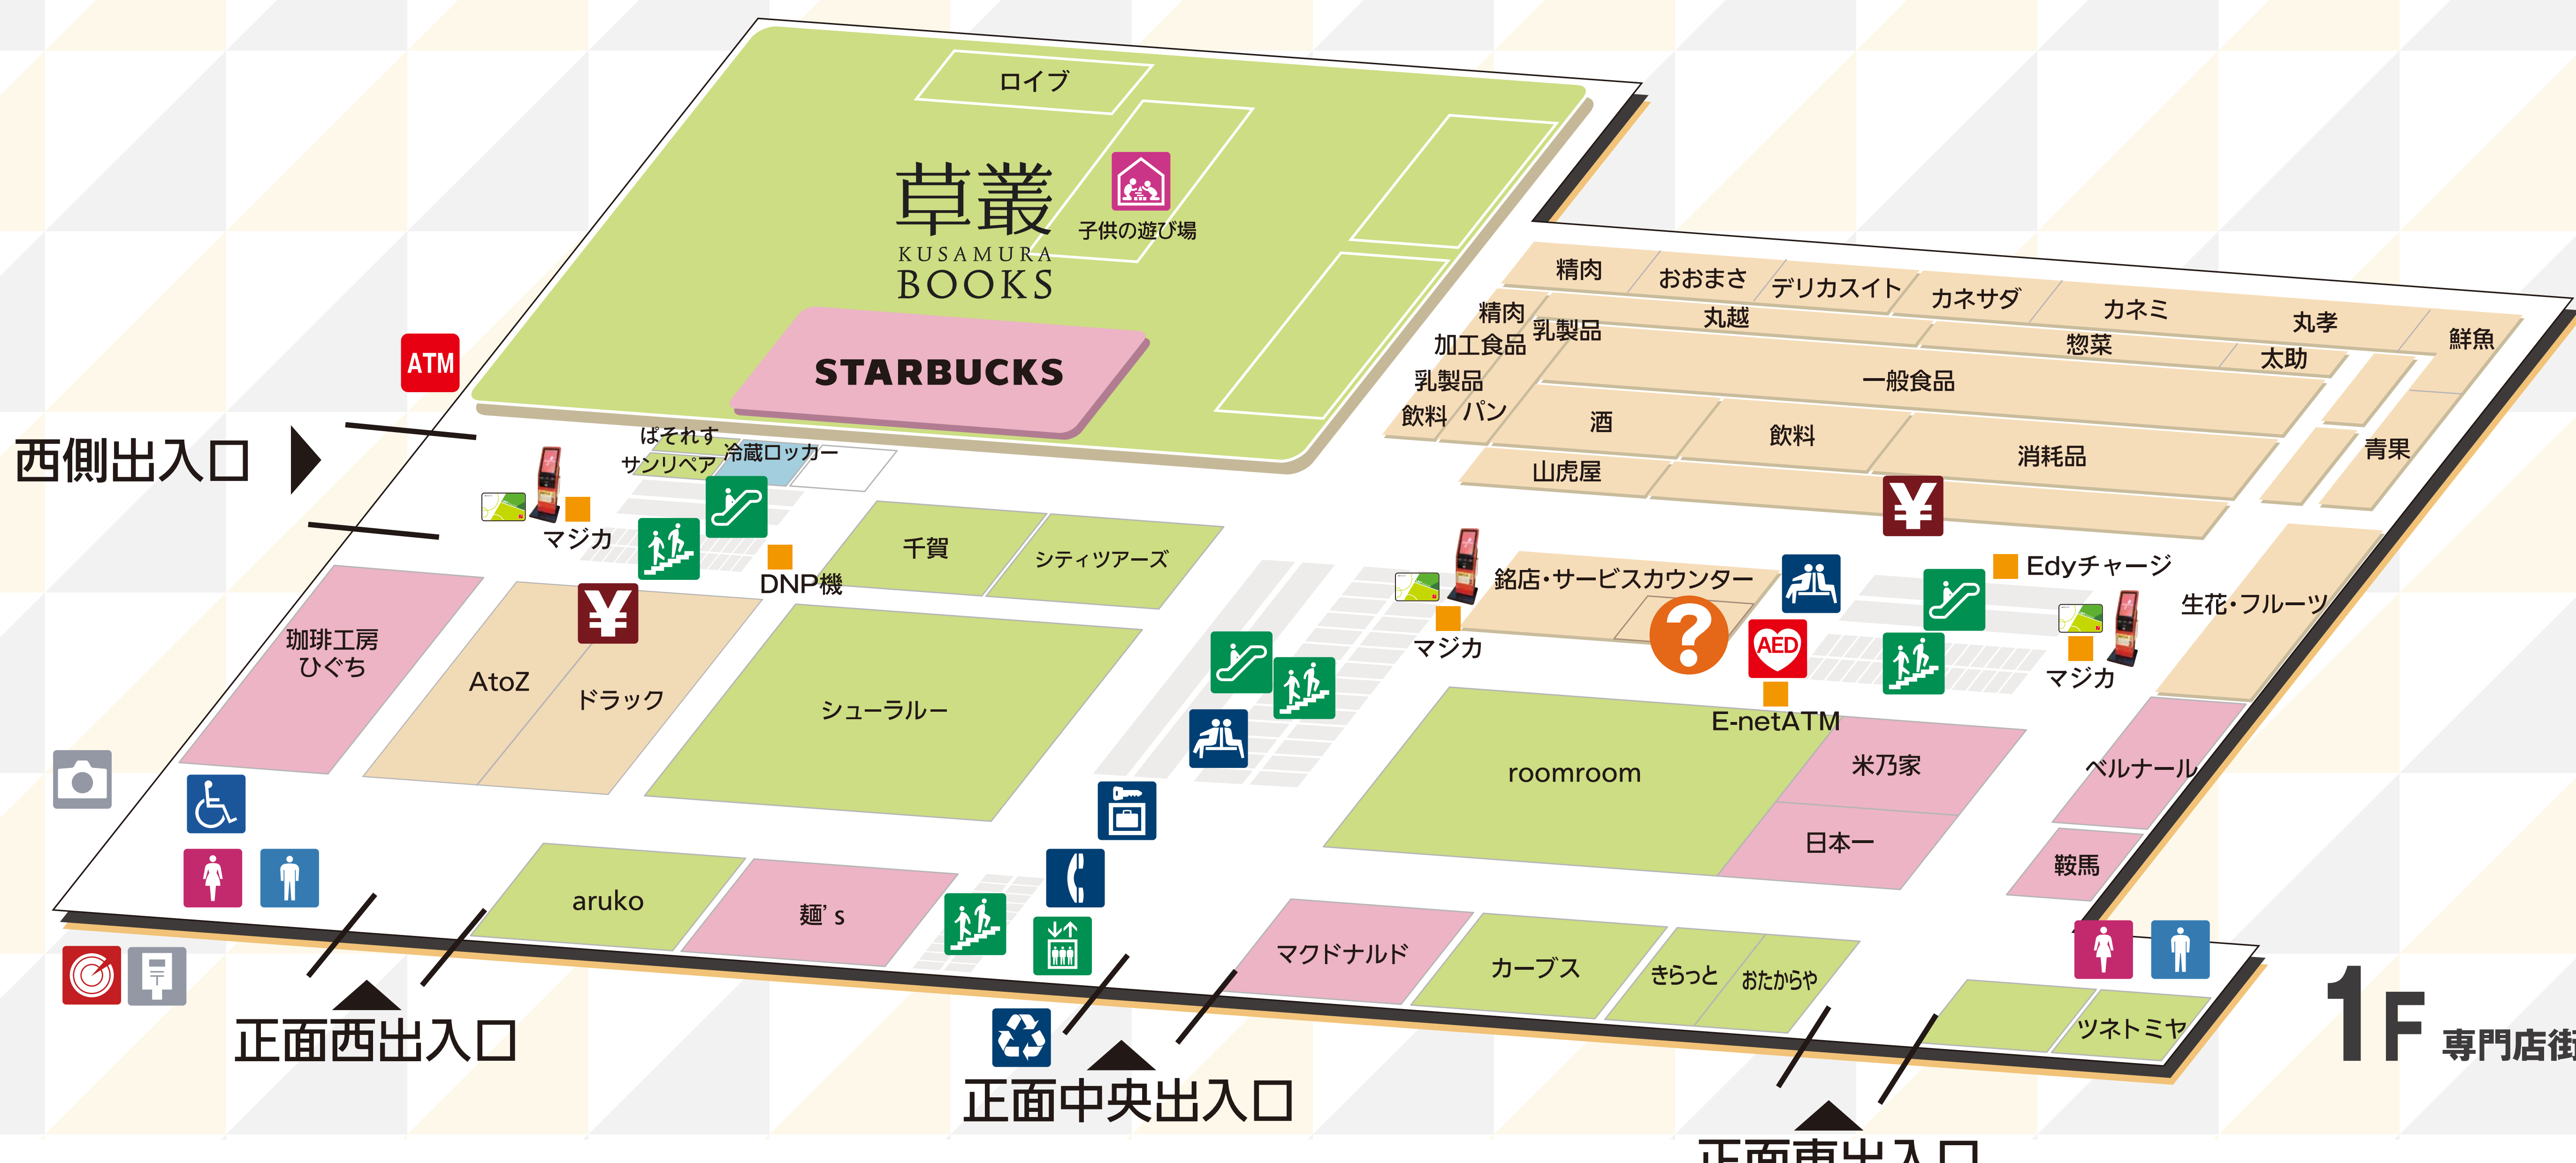 ロイブ
草叢
KUSAMURA
BOOKS
子供の遊び場
STARBUCKS
ATM
西側出入口
ぱそれす
サンリペア
冷蔵ロッカー
マジカ
DNP機
千賀
シティツアーズ
珈琲工房
ひぐち
AtoZ
¥
ドラック
シューラルー
aruko
麺's
正面西出入口
精肉
おおまさ
デリカスイト
カネサダ
カネミ
丸孝
鮮魚
精肉
加工食品
乳製品
丸越
惣菜
太助
乳製品
飲料
パン
一般食品
酒
飲料
消耗品
青果
山虎屋
¥
マジカ
銘店・サービスカウンター
?
AED
E-netATM
Edyチャージ
マジカ
生花・フルーツ
roomroom
米乃家
日本一
ベルナール
鞍馬
マクドナルド
カーブス
きらっと
おたからや
ツネトミヤ
正面中央出入口
正面東出入口
1F 専門店街